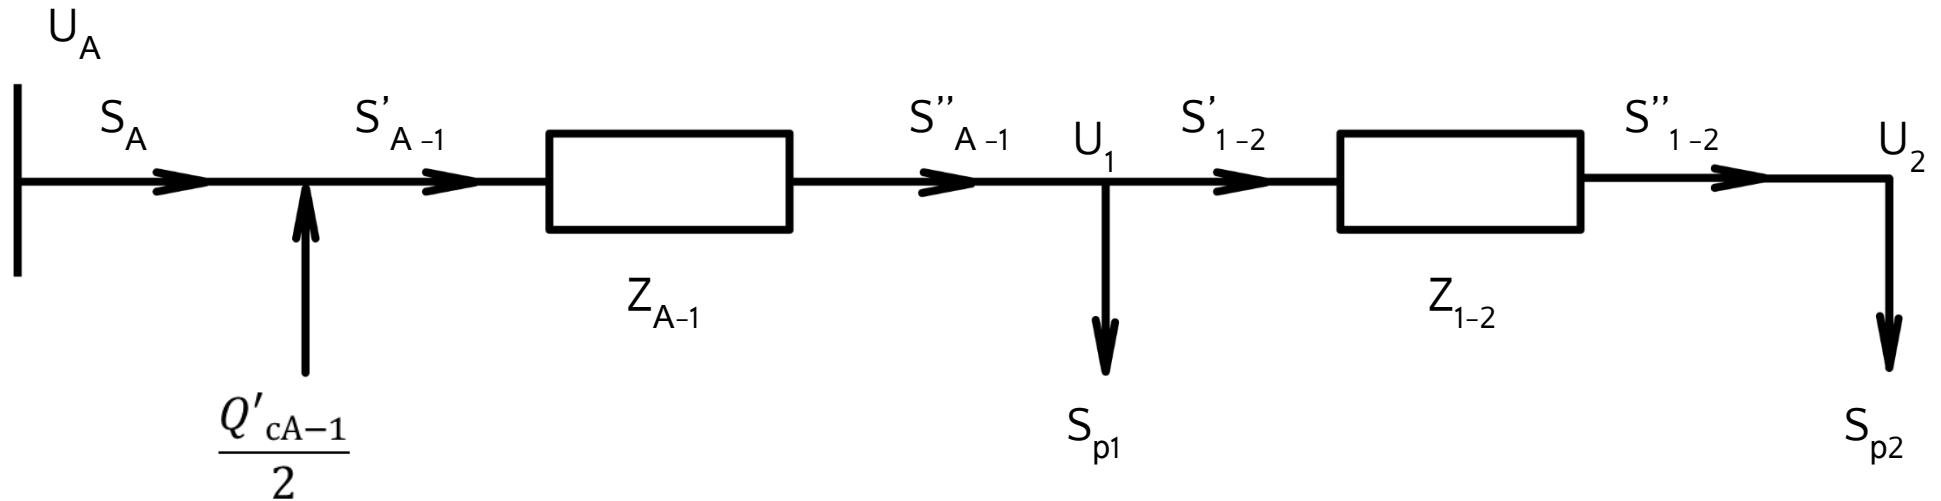 U_A
S_A
S'_A-1
S''_A-1
U_1
S'_1-2
S''_1-2
U_2
Z_A-1
Z_1-2
Q'_cA-1
2
S_p1
S_p2